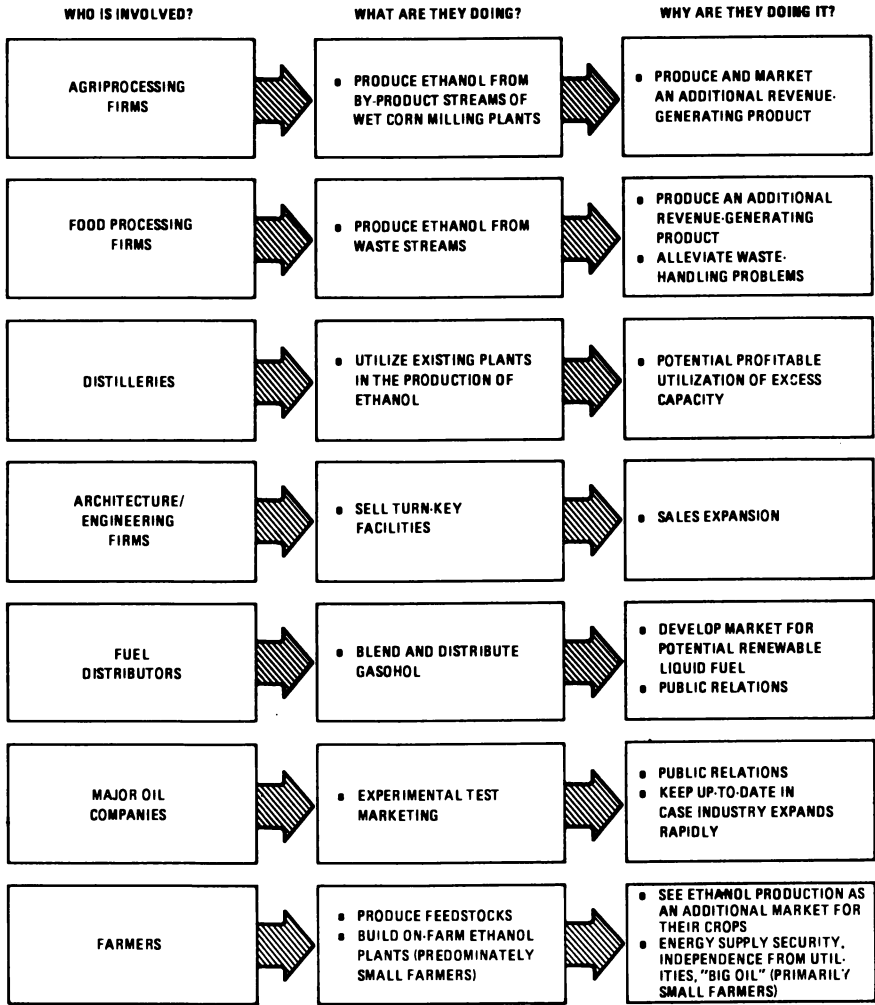 WHO IS INVOLVED?
WHAT ARE THEY DOING?
WHY ARE THEY DOING IT?
AGRIPROCESSING
FIRMS
• PRODUCE ETHANOL FROM
BY-PRODUCT STREAMS OF
WET CORN MILLING PLANTS
• PRODUCE AND MARKET
AN ADDITIONAL REVENUE-
GENERATING PRODUCT
FOOD PROCESSING
FIRMS
• PRODUCE ETHANOL FROM
WASTE STREAMS
• PRODUCE AN ADDITIONAL
REVENUE-GENERATING
PRODUCT
• ALLEVIATE WASTE-
HANDLING PROBLEMS
DISTILLERIES
• UTILIZE EXISTING PLANTS
IN THE PRODUCTION OF
ETHANOL
• POTENTIAL PROFITABLE
UTILIZATION OF EXCESS
CAPACITY
ARCHITECTURE/
ENGINEERING
FIRMS
• SELL TURN-KEY
FACILITIES
• SALES EXPANSION
FUEL
DISTRIBUTORS
• BLEND AND DISTRIBUTE
GASOHOL
• DEVELOP MARKET FOR
POTENTIAL RENEWABLE
LIQUID FUEL
• PUBLIC RELATIONS
MAJOR OIL
COMPANIES
• EXPERIMENTAL TEST
MARKETING
• PUBLIC RELATIONS
• KEEP UP-TO-DATE IN
CASE INDUSTRY EXPANDS
RAPIDLY
FARMERS
• PRODUCE FEEDSTOCKS
• BUILD ON-FARM ETHANOL
PLANTS (PREDOMINATELY
SMALL FARMERS)
• SEE ETHANOL PRODUCTION AS
AN ADDITIONAL MARKET FOR
THEIR CROPS
• ENERGY SUPPLY SECURITY,
INDEPENDENCE FROM UTIL-
ITIES, "BIG OIL" (PRIMARILY
SMALL FARMERS)